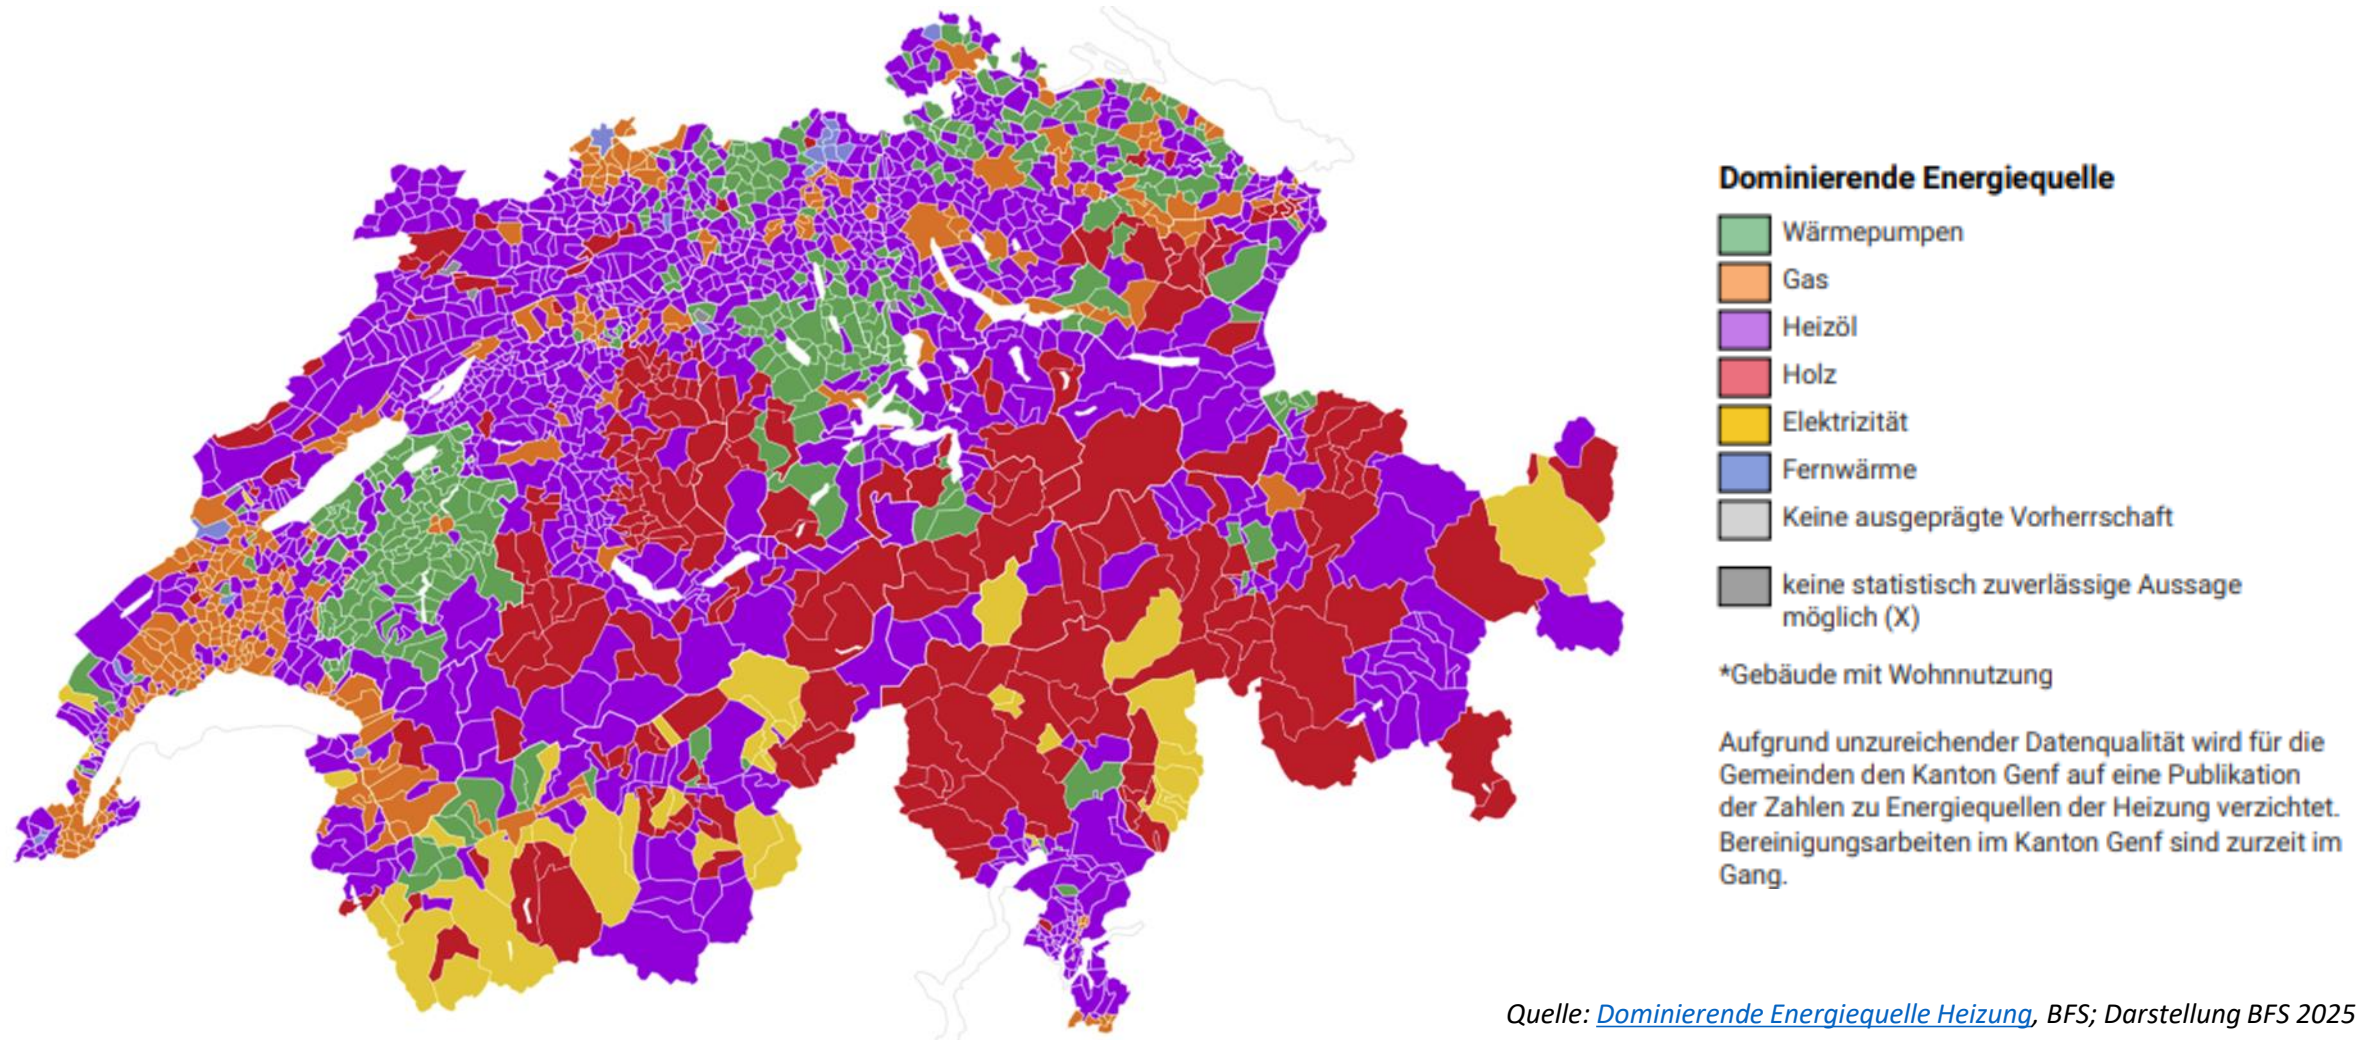 Dominierende Energiequelle
Wärmepumpen
Gas
Heizöl
Holz
Elektrizität
Fernwärme
Keine ausgeprägte Vorherrschaft
keine statistisch zuverlässige Aussage
möglich (X)
*Gebäude mit Wohnnutzung
Aufgrund unzureichender Datenqualität wird für die
Gemeinden den Kanton Genf auf eine Publikation
der Zahlen zu Energiequellen der Heizung verzichtet.
Bereinigungsarbeiten im Kanton Genf sind zurzeit im
Gang.
Quelle: Dominierende Energiequelle Heizung, BFS; Darstellung BFS 2025